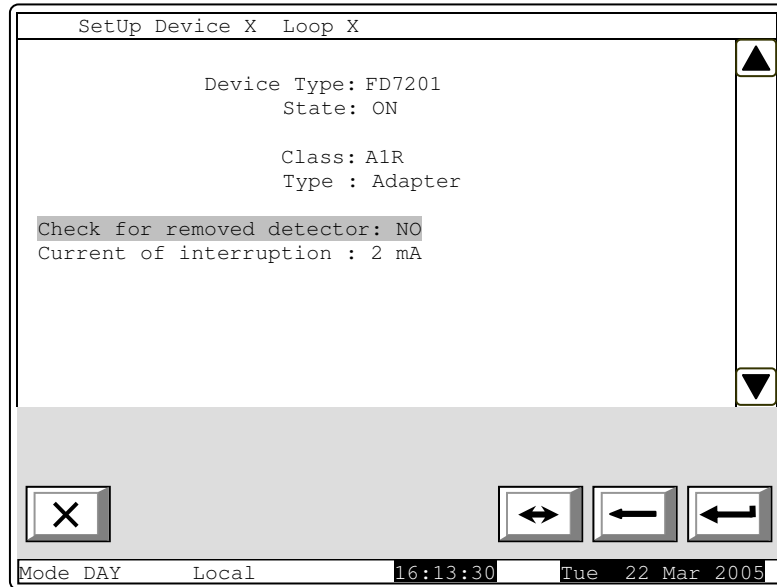 SetUp Device X Loop X
Device Type: FD7201
State: ON
Class: A1R
Type : Adapter
Check for removed detector: NO
Current of interruption : 2 mA
Mode DAY Local 16:13:30 Tue 22 Mar 2005